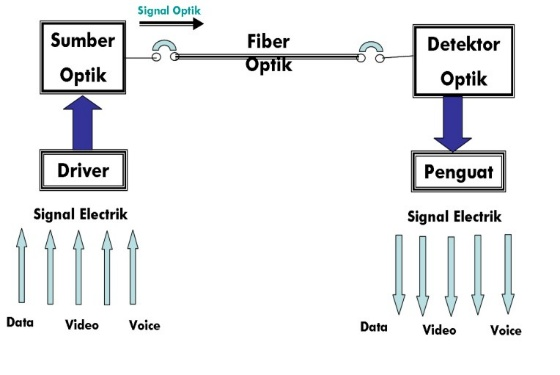 Signal Optik
Sumber
Optik
Fiber
Optik
Detektor
Optik
Driver
Penguat
Signal Electrik
Signal Electrik
Data Video Voice
Data Video Voice